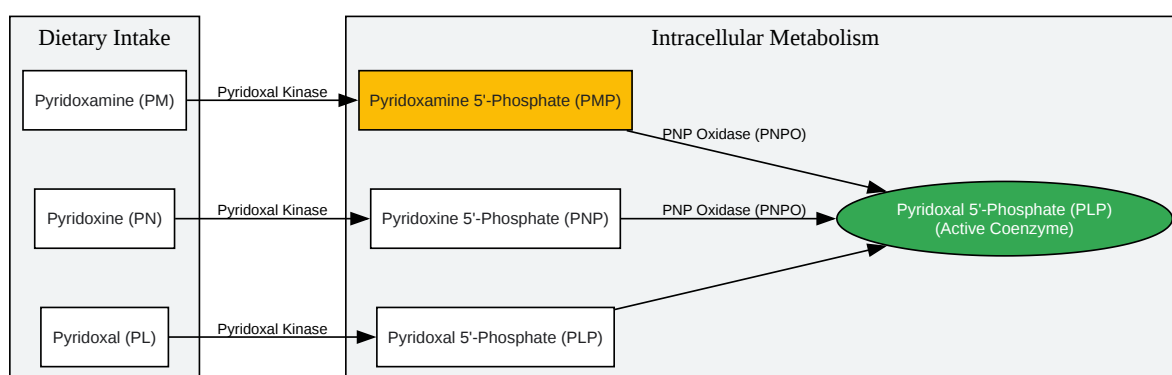 Dietary Intake
Intracellular Metabolism
Pyridoxamine (PM)
Pyridoxal Kinase
Pyridoxamine 5'-Phosphate (PMP)
PNP Oxidase (PNPO)
Pyridoxine (PN)
Pyridoxal Kinase
Pyridoxine 5'-Phosphate (PNP)
PNP Oxidase (PNPO)
Pyridoxal 5'-Phosphate (PLP)
(Active Coenzyme)
Pyridoxal (PL)
Pyridoxal Kinase
Pyridoxal 5'-Phosphate (PLP)